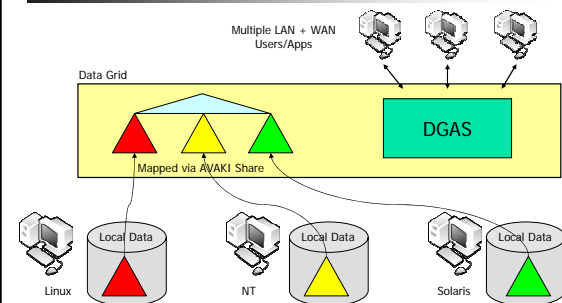 Multiple LAN + WAN
Users/Apps
Data Grid
DGAS
Mapped via AVAKI Share
Local Data
Local Data
Local Data
Linux
NT
Solaris